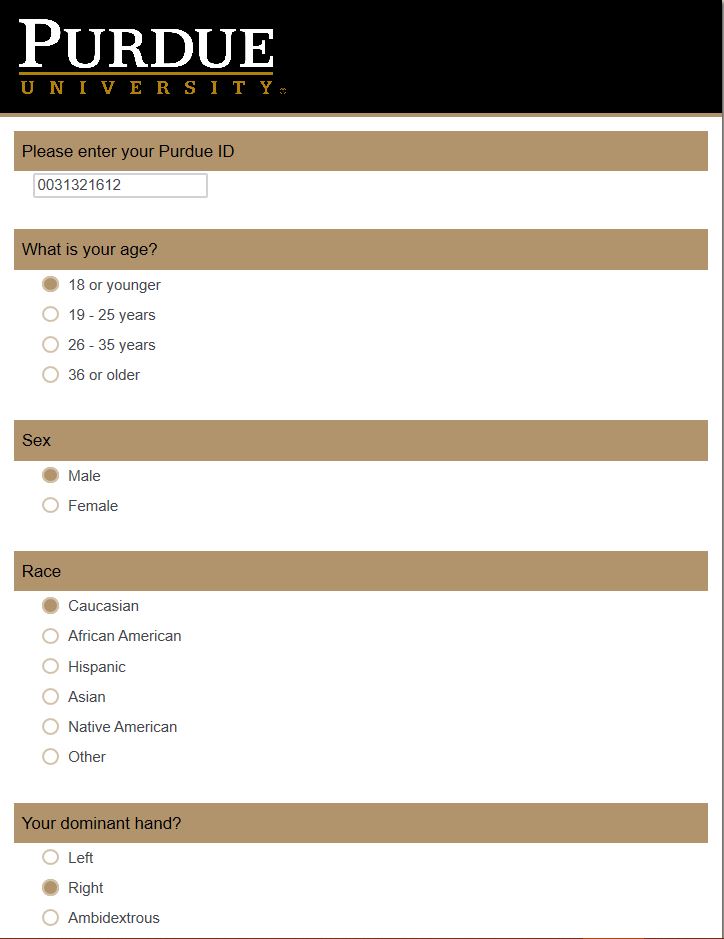 PURDUE
UNIVERSITY
Please enter your Purdue ID
0031321612
What is your age?
18 or younger
19 - 25 years
26 - 35 years
36 or older
Sex
Male
Female
Race
Caucasian
African American
Hispanic
Asian
Native American
Other
Your dominant hand?
Left
Right
Ambidextrous